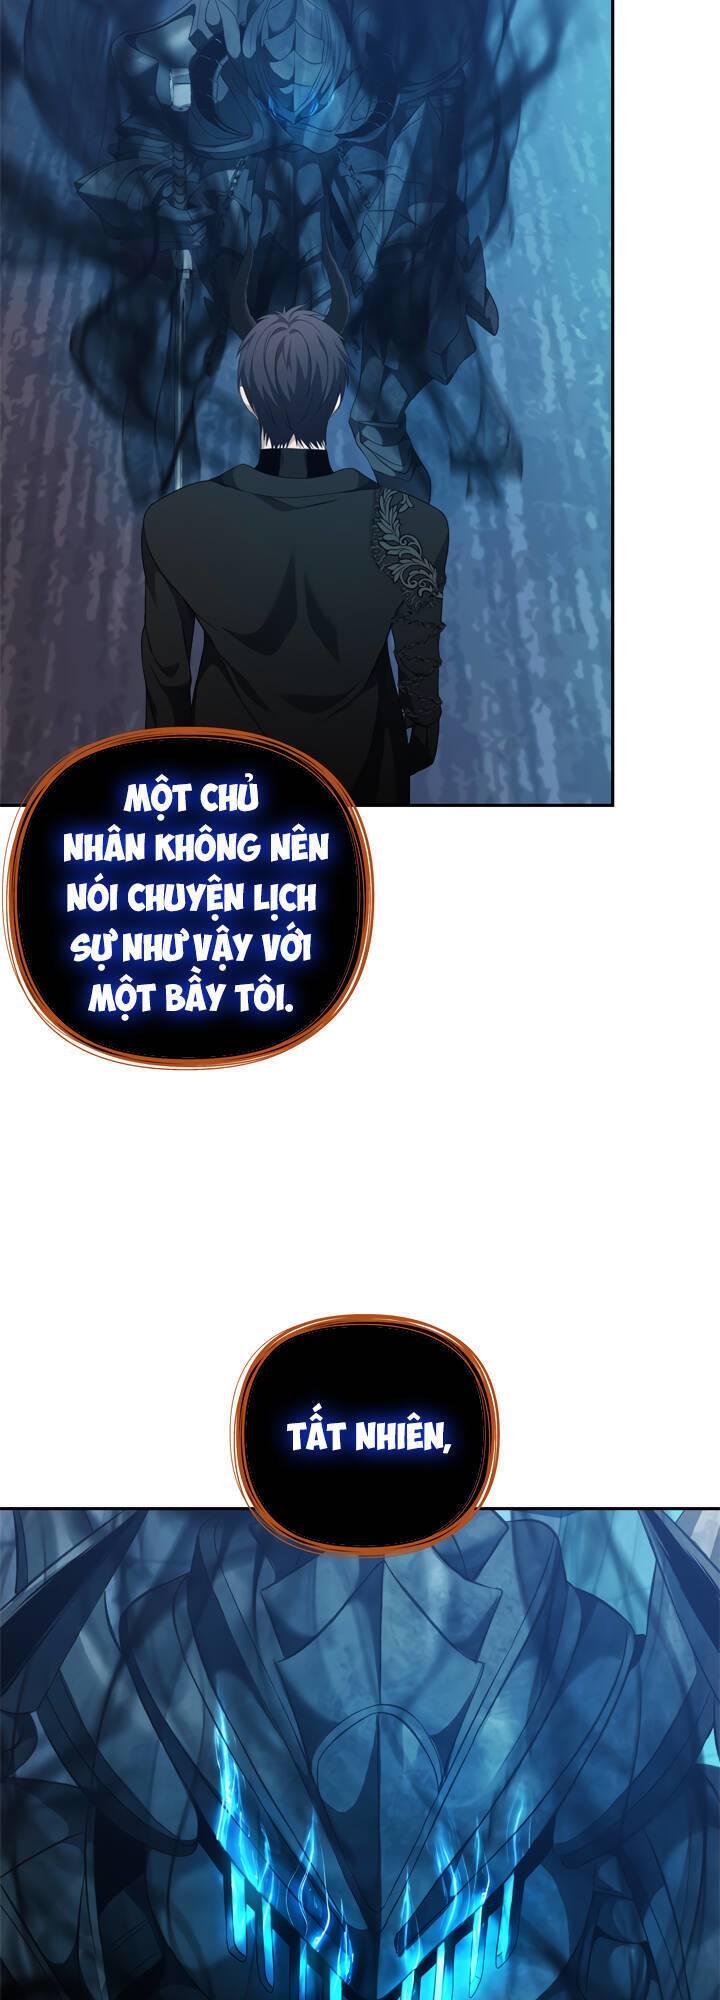 MỘT CHỦ
NHÂN KHÔNG NÊN
NÓI CHUYỆN LỊCH
SỰ NHƯ VẬY VỚI
MỘT BẦY TÔI.
TẤT NHIÊN,